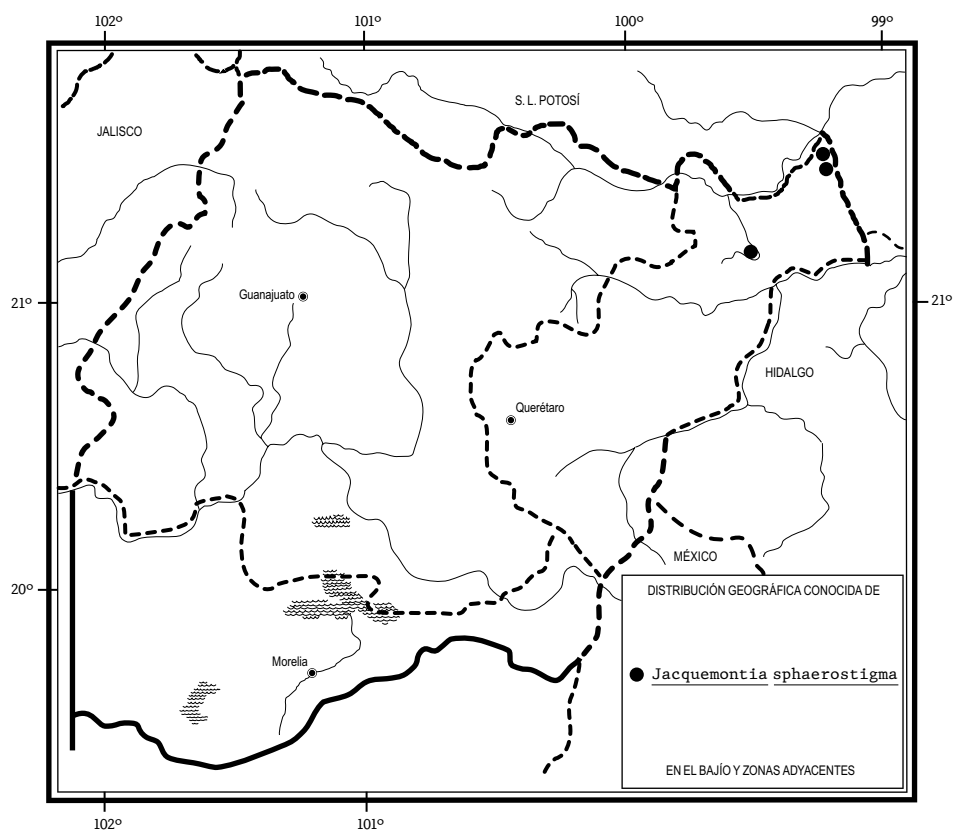 102º 101º 100º 99º
S. L. POTOSÍ
JALISCO
Guanajuato
21º 21º
HIDALGO
Querétaro
MÉXICO
20º
DISTRIBUCIÓN GEOGRÁFICA CONOCIDA DE
Morelia
Jacquemontia sphaerostigma
EN EL BAJÍO Y ZONAS ADYACENTES
102º 101º